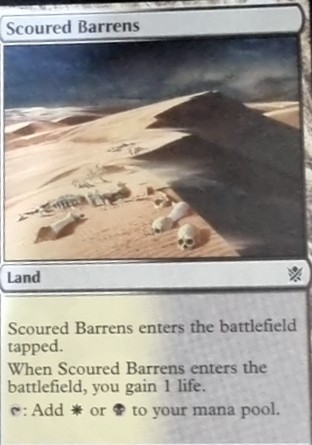 Scoured Barrens
Land
Scoured Barrens enters the battlefield
tapped.
When Scoured Barrens enters the
battlefield, you gain 1 life.
: Add or to your mana pool.